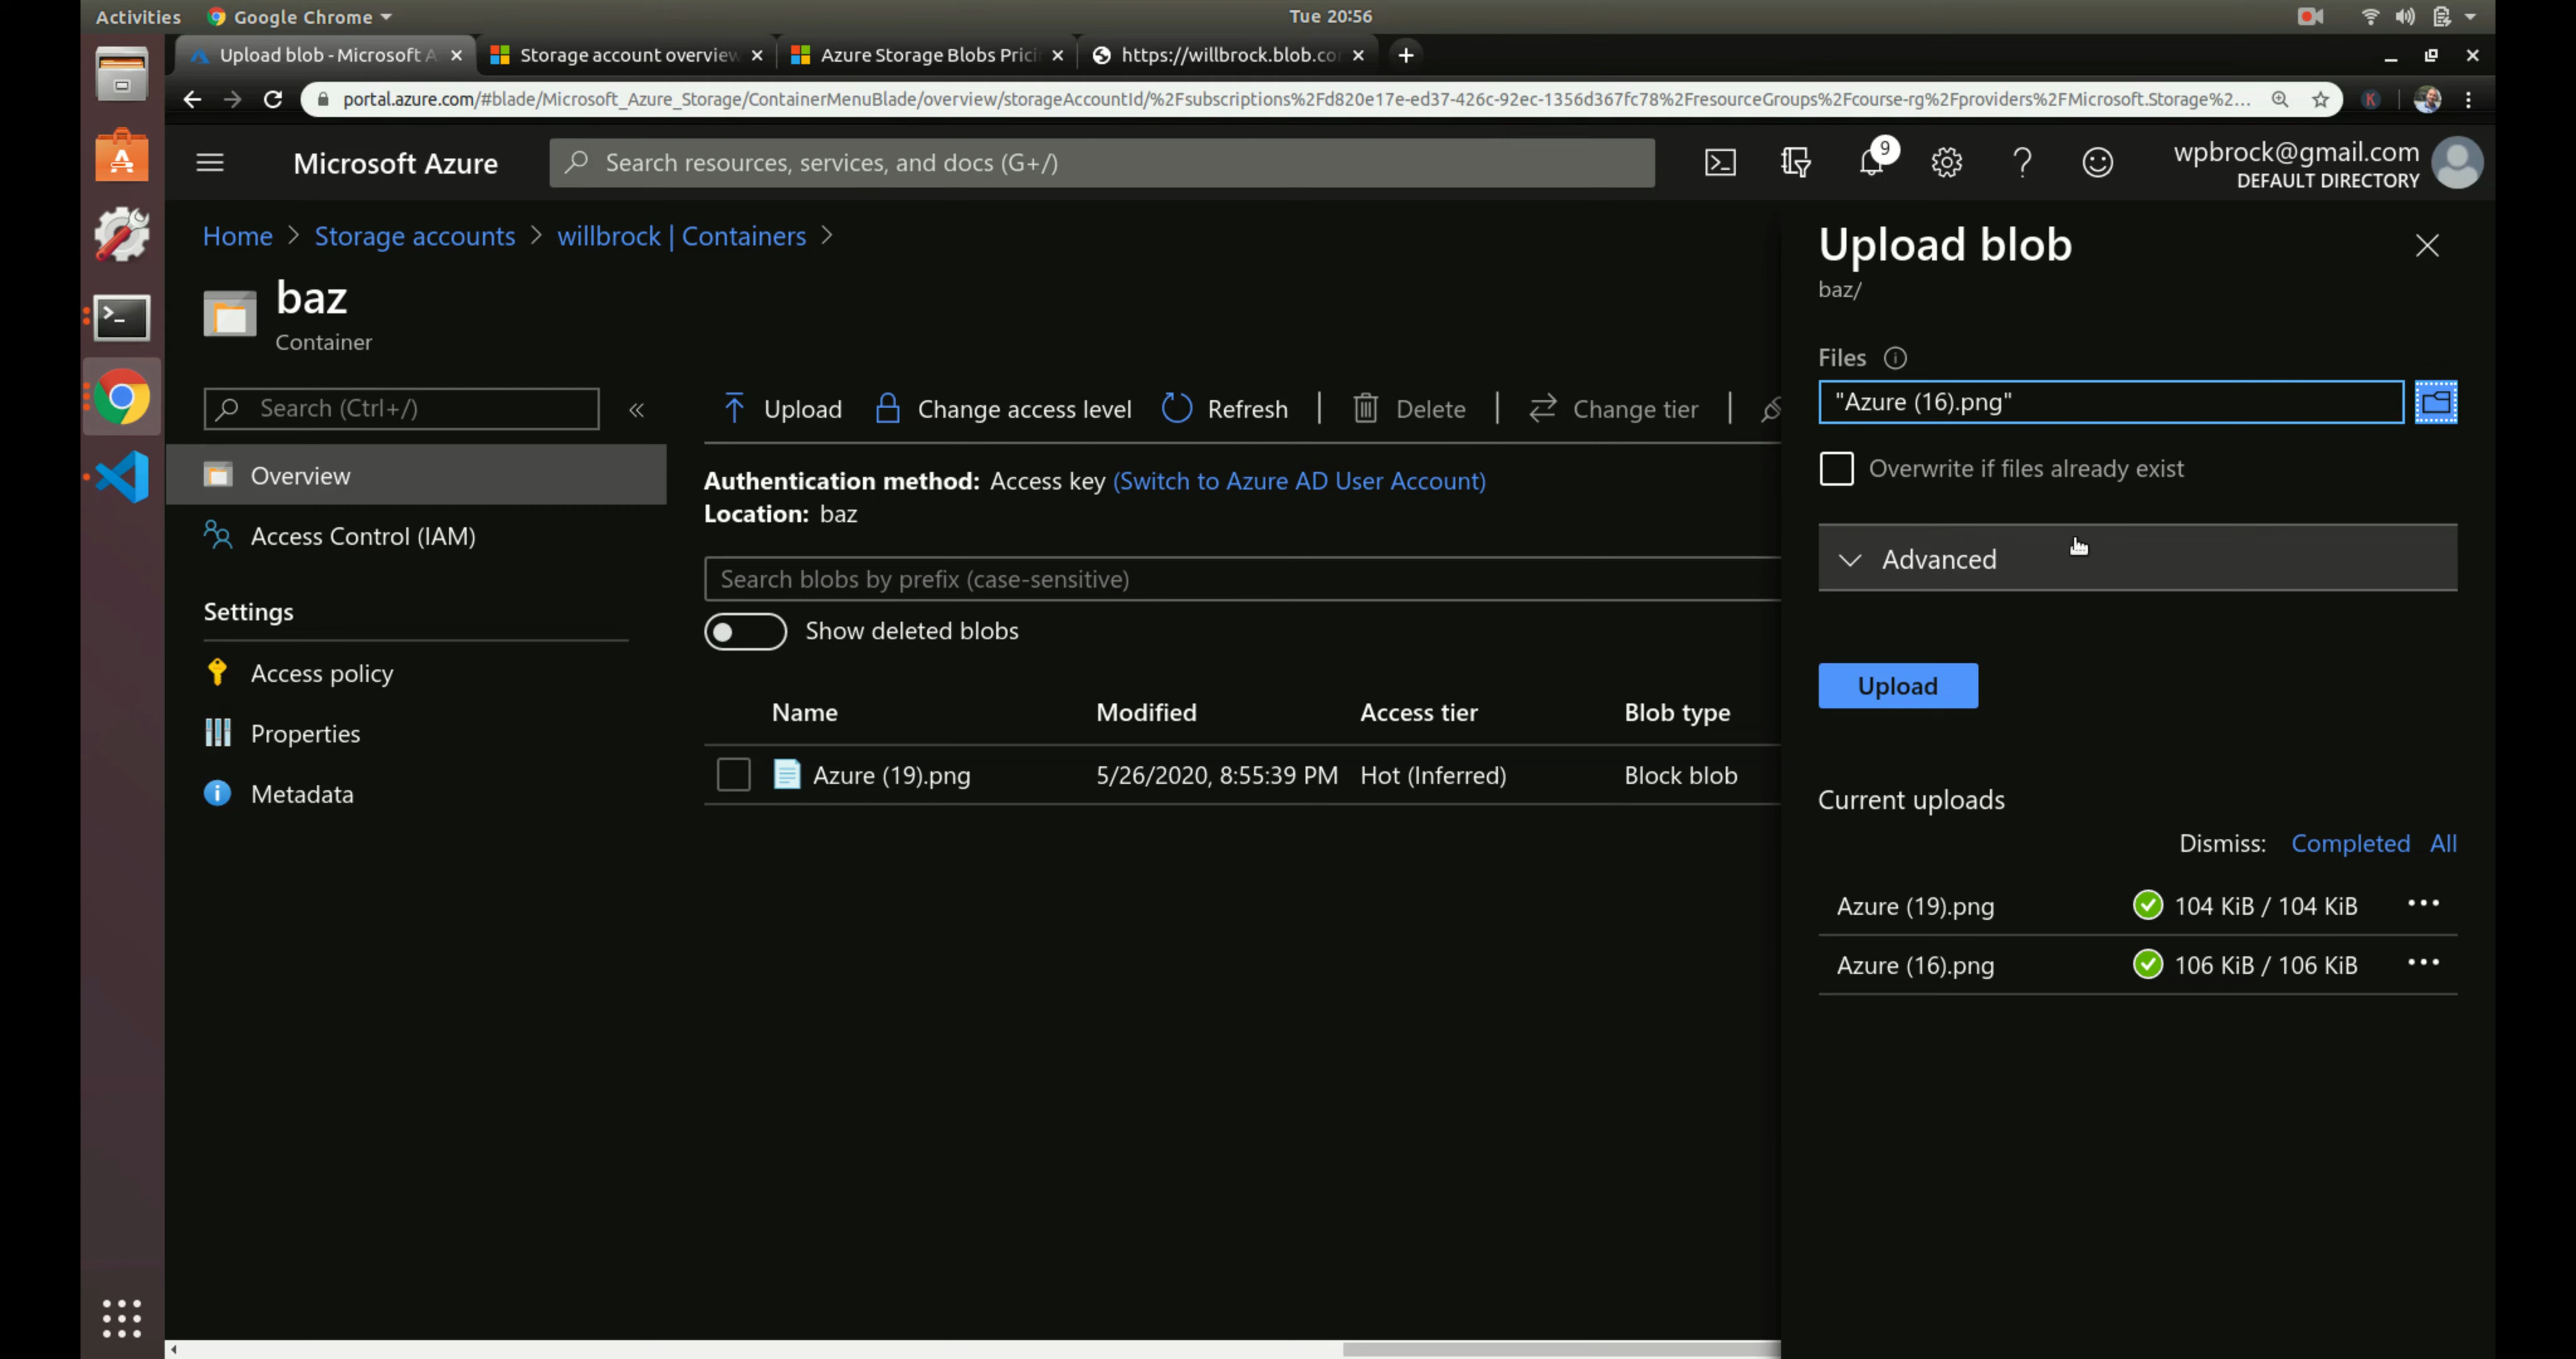 Activities Google Chrome Tue 20:56
Upload blob - Microsoft A Storage account overview Azure Storage Blobs Prici https://willbrock.blob.co
portal.azure.com/#blade/Microsoft_Azure_Storage/ContainerMenuBlade/overview/storageAccountId/%2Fsubscriptions%2Fd820e17e-ed37-426c-92ec-1356d367fc78%2FresourceGroups%2Fcourse-rg%2Fproviders%2FMicrosoft.Storage%2... K
Microsoft Azure Search resources, services, and docs (G+/) 9 wpbrock@gmail.com
DEFAULT DIRECTORY
Home > Storage accounts > willbrock | Containers >
baz
Container
Search (Ctrl+/) «
Overview
Access Control (IAM)
Settings
Access policy
Properties
Metadata
Upload Change access level Refresh | Delete | Change tier |
Authentication method: Access key (Switch to Azure AD User Account)
Location: baz
Search blobs by prefix (case-sensitive)
Show deleted blobs
Name Modified Access tier Blob type
Azure (19).png 5/26/2020, 8:55:39 PM Hot (Inferred) Block blob
Upload blob
baz/
Files
"Azure (16).png"
Overwrite if files already exist
Advanced
Upload
Current uploads
Dismiss: Completed All
Azure (19).png 104 KiB / 104 KiB
Azure (16).png 106 KiB / 106 KiB